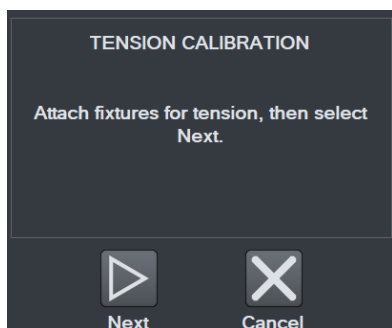 TENSION CALIBRATION
Attach fixtures for tension, then select
Next.
Next
Cancel